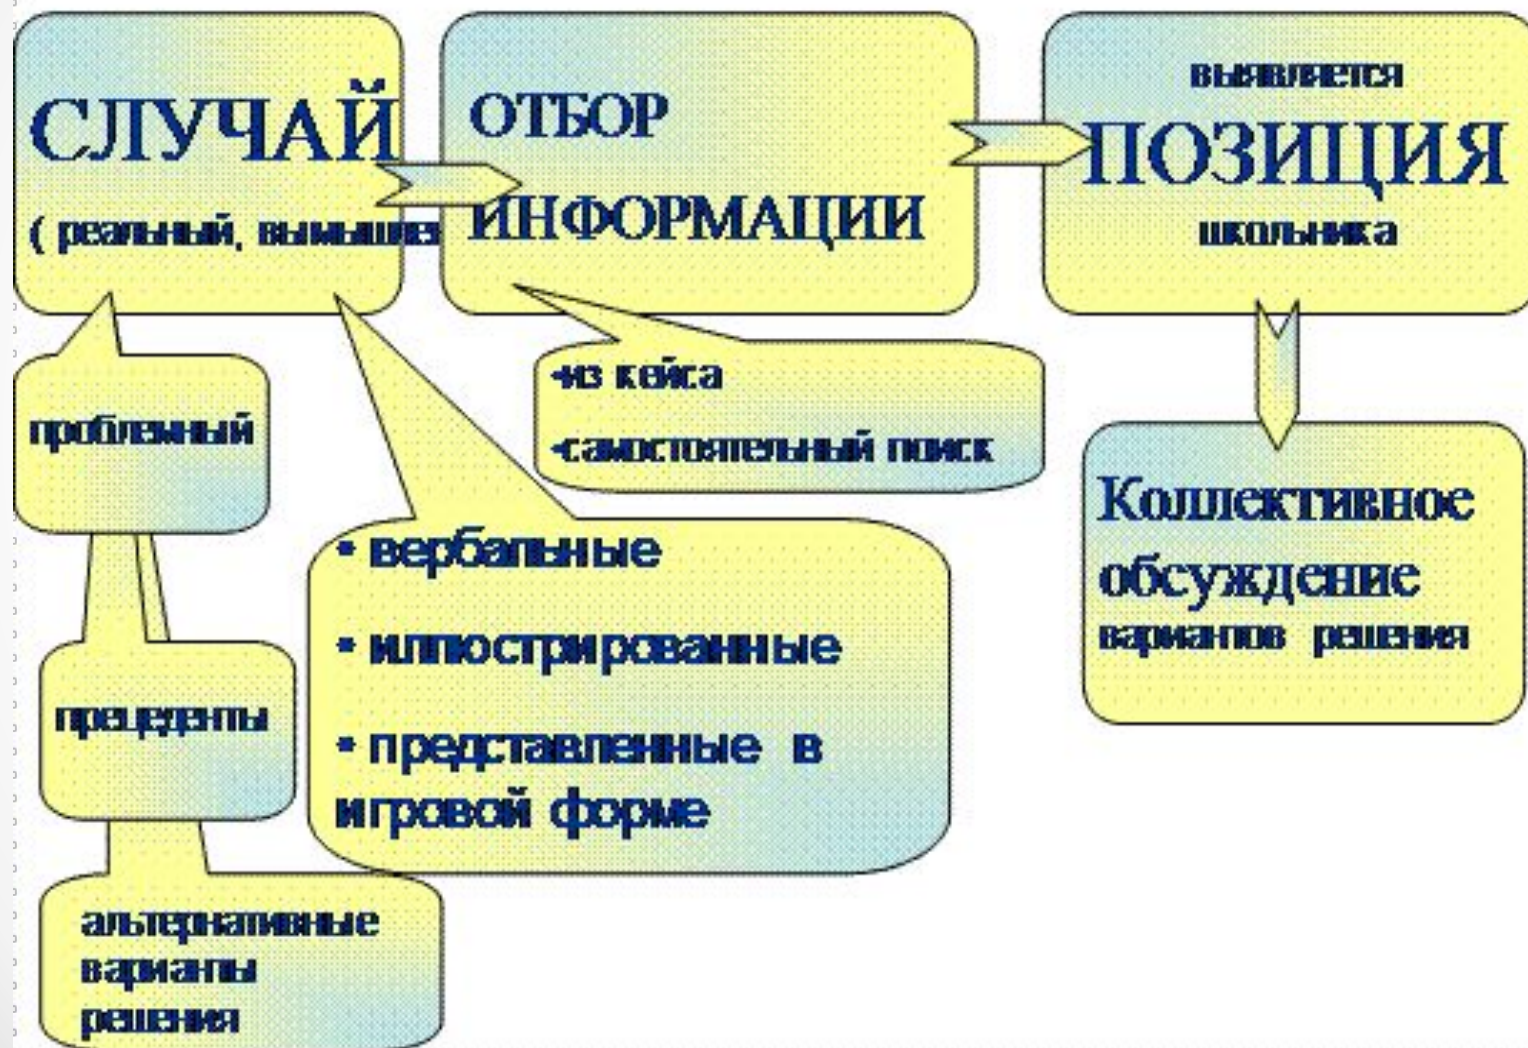 СЛУЧАЙ
( реальный, вымышлен
ОТБОР
ИНФОРМАЦИИ
выявляется
ПОЗИЦИЯ
школьника
проблемный
•из кейса
•самостоятельный поиск
• вербальные
• иллюстрированные
• представленные в
игровой форме
Коллективное
обсуждение
вариантов решения
прецеденты
альтернативные
варианты
решения